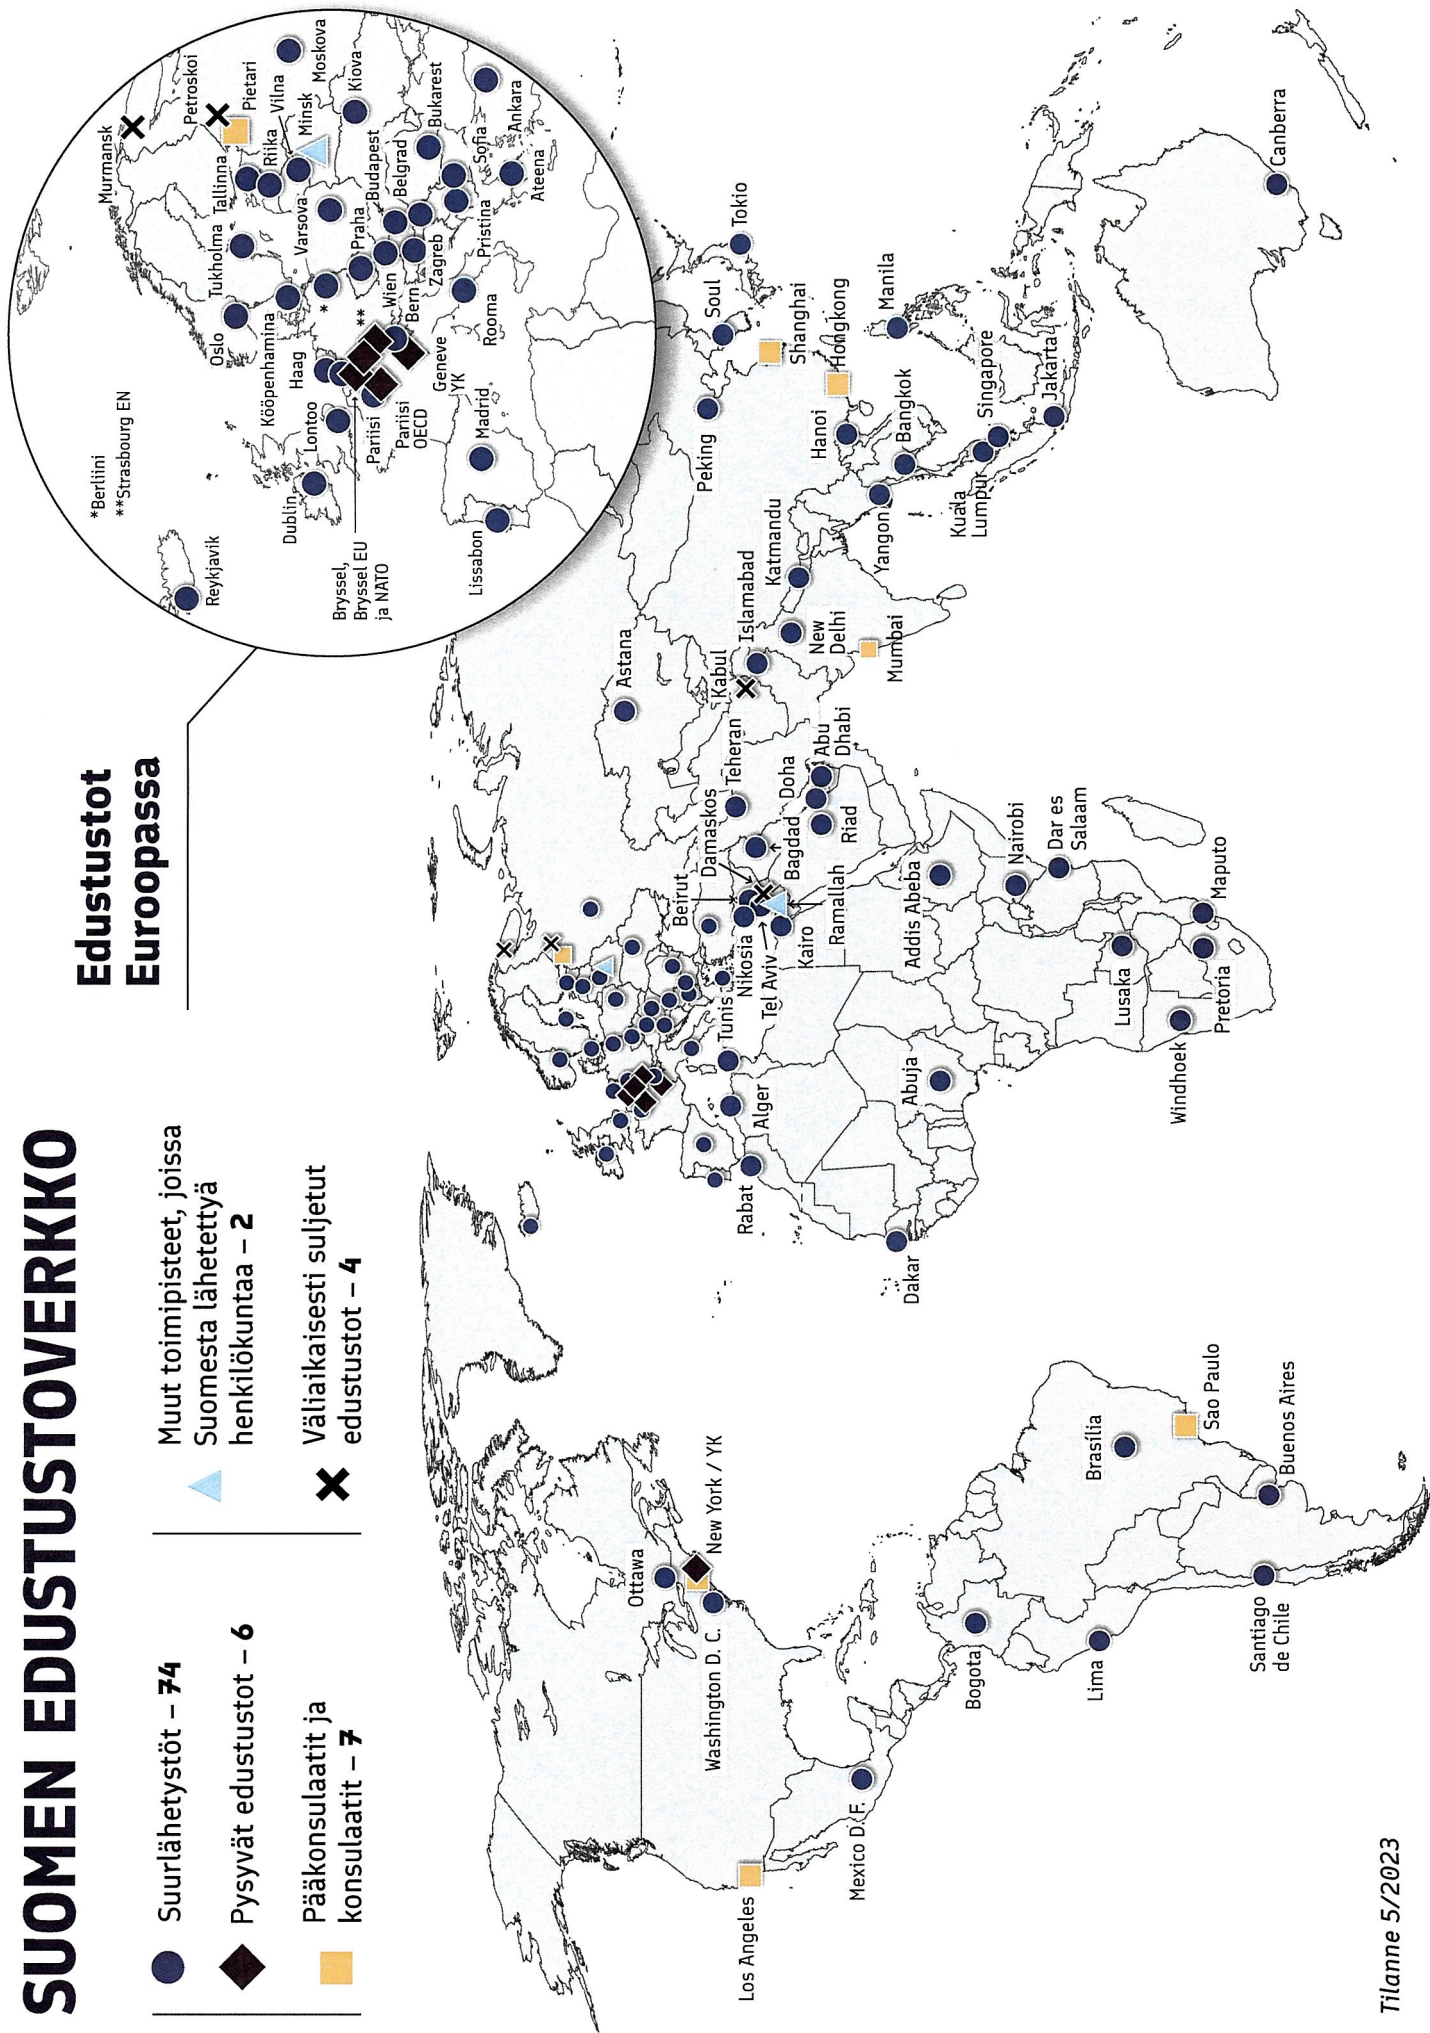 SUOMEN EDUSTUSTOVERKKO
Suurlähetystöt – 74
Pysyvät edustustot – 6
Pääkonsulaatit ja
konsulaatit – 7
Muut toimipisteet, joissa
Suomesta lähetettyä
henkilökuntaa – 2
Väliaikaisesti suljetut
edustustot – 4
Edustustot
Euroopassa
*Berliini
**Strasbourg EN
Reykjavik
Murmansk
Petroskoi
Pietari
Vilna
Moskova
Tallinna
Riika
Minsk
Kiova
Tukholma
Oslo
Varsova
Kööpenhamina
Haag
*
**
Praha
Budapest
Belgrad
Bukarest
Dublin
Lontoo
Wien
Bern
Zagreb
Sofia
Ankara
Bryssel,
Bryssel EU
ja NATO
Pariisi
Pariisi
OECD
Geneve
YK
Rooma
Pristina
Ateena
Lissabon
Madrid
Ottawa
New York / YK
Washington D. C.
Los Angeles
Mexico D. F.
Bogota
Lima
Brasília
Sao Paulo
Santiago
de Chile
Buenos Aires
Rabat
Alger
Tunis
Dakar
Abuja
Nikosia
Tel Aviv
Kairo
Beirut
Damaskos
Bagdad
Ramallah
Teheran
Doha
Abu
Dhabi
Riad
Addis Abeba
Nairobi
Dar es
Salaam
Lusaka
Windhoek
Pretoria
Maputo
Astana
Kabul
Islamabad
New
Delhi
Katmandu
Mumbai
Peking
Soul
Tokio
Shanghai
Hongkong
Hanoi
Yangon
Bangkok
Manila
Kuala
Lumpur
Singapore
Jakarta
Canberra
Tilanne 5/2023